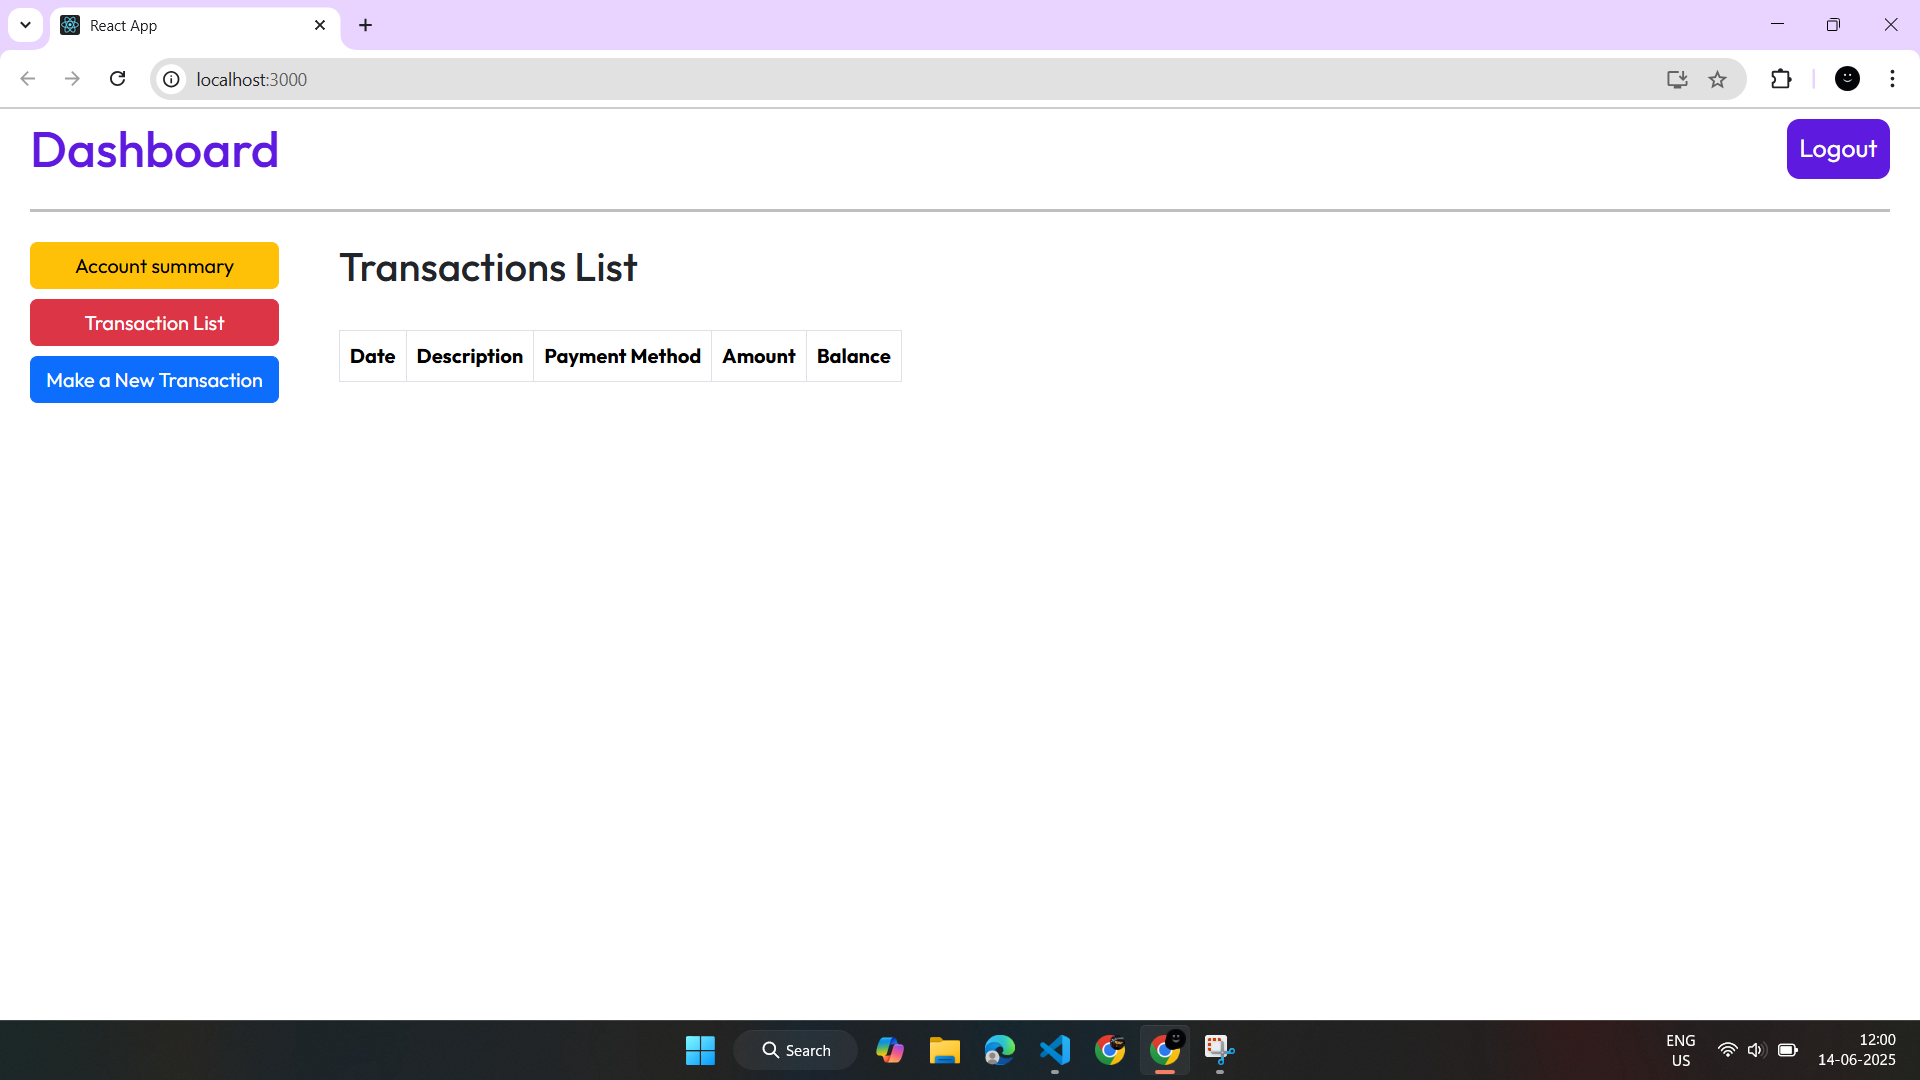 React App
localhost:3000
Dashboard
Logout
Account summary
Transaction List
Make a New Transaction
Transactions List
Date Description Payment Method Amount Balance
Search
ENG
US
12:00
14-06-2025